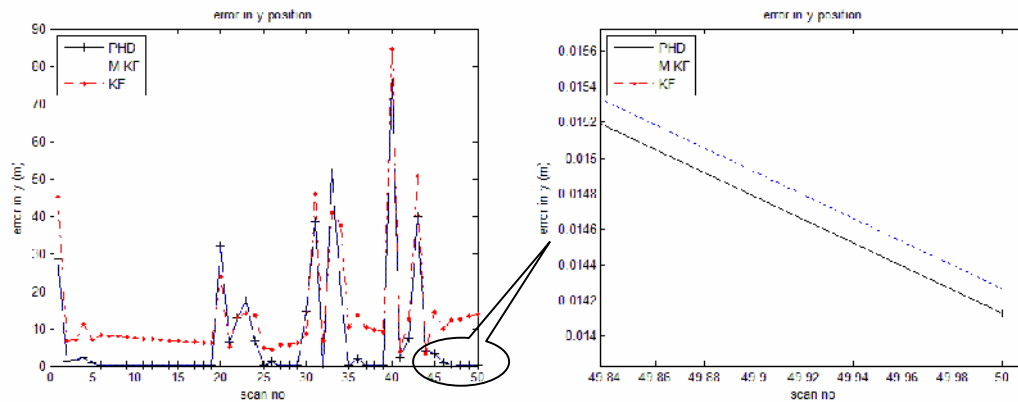 error in y position
90
80
70
60
50
40
30
20
10
0
0 5 10 15 20 25 30 35 40 45 50
error in y (m)
scan no
PHD
M KF
KF
error in y position
0.0156
0.0154
0.0152
0.015
0.0148
0.0146
0.0144
0.0142
0.014
49.84 49.86 49.88 49.9 49.92 49.94 49.96 49.98 50
error in y (m)
scan no
PHD
M KF
KF